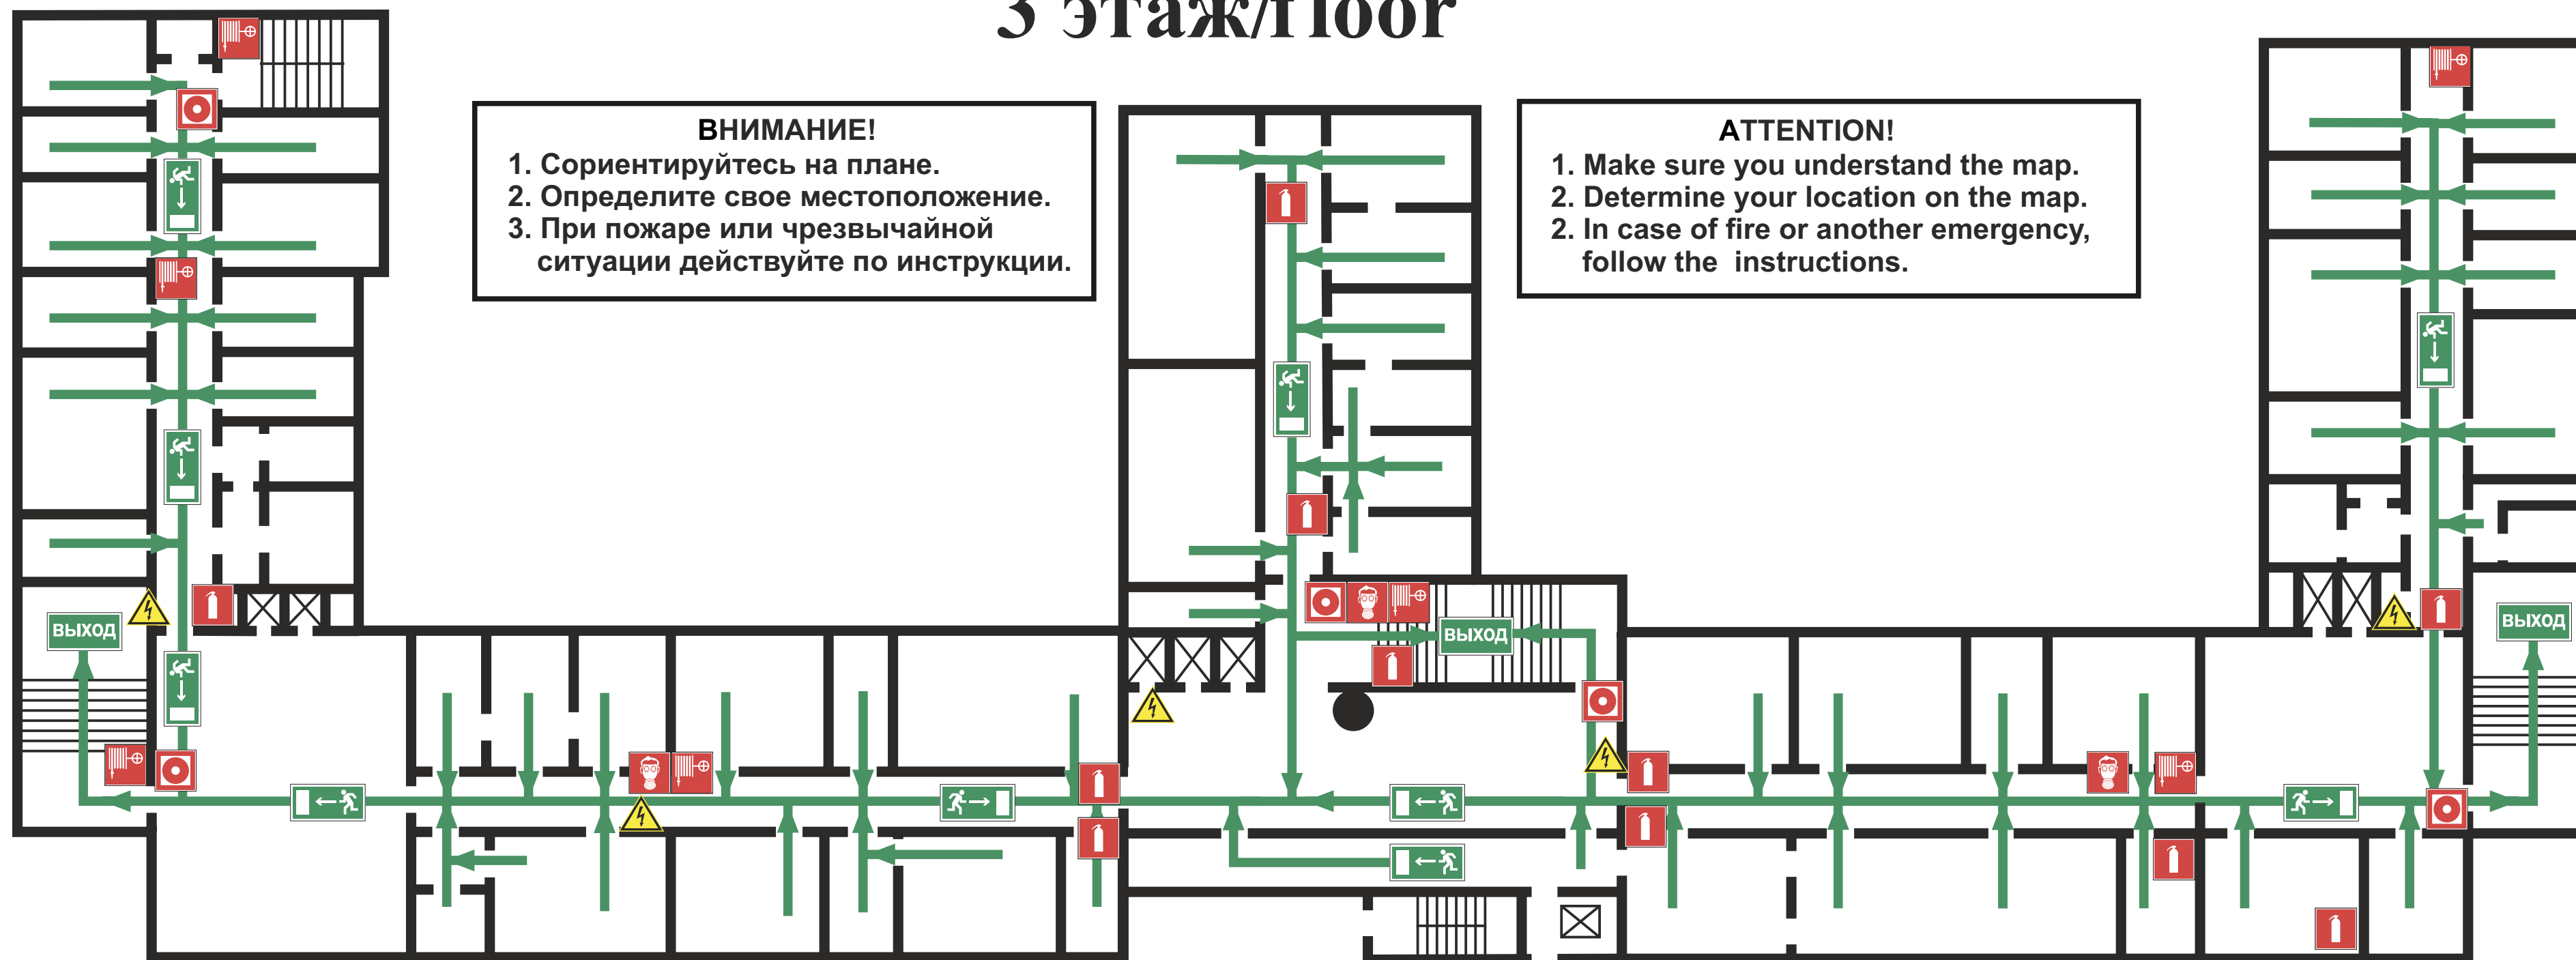 3 этаж/floor
ВНИМАНИЕ!
1. Сориентируйтесь на плане.
2. Определите свое местоположение.
3. При пожаре или чрезвычайной
ситуации действуйте по инструкции.
ATTENTION!
1. Make sure you understand the map.
2. Determine your location on the map.
2. In case of fire or another emergency,
follow the instructions.
ВЫХОД
ВЫХОД
ВЫХОД